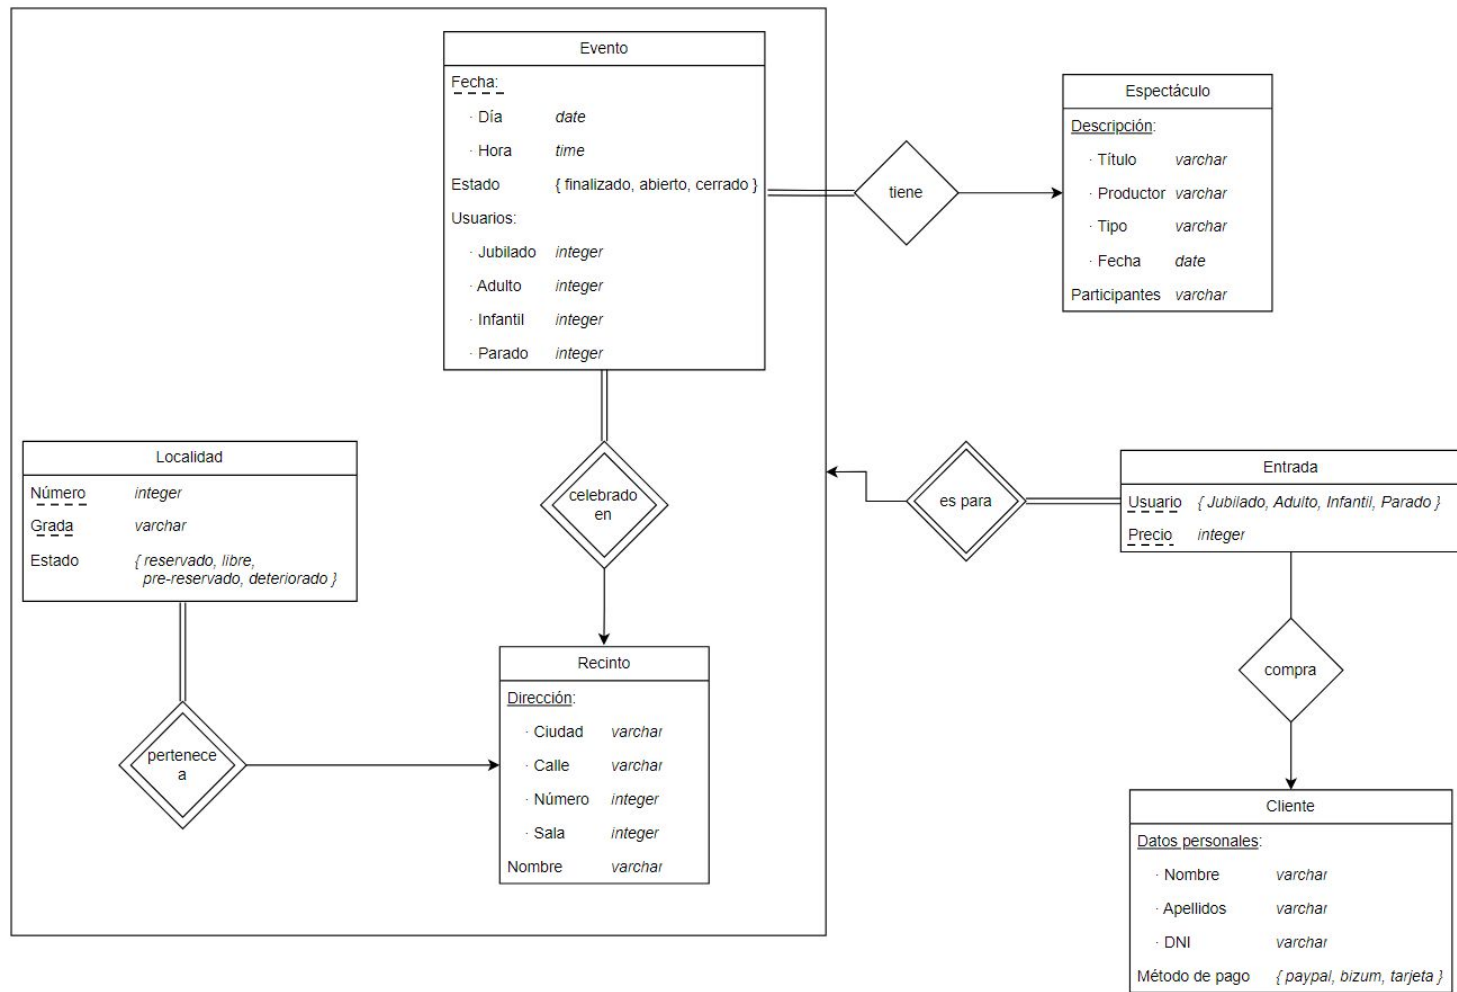 Evento
Fecha:
· Día date
· Hora time
Estado { finalizado, abierto, cerrado }
Usuarios:
· Jubilado integer
· Adulto integer
· Infantil integer
· Parado integer
tiene
Espectáculo
Descripción:
· Título varchar
· Productor varchar
· Tipo varchar
· Fecha date
Participantes varchar
Localidad
Número integer
Grada varchar
Estado { reservado, libre,
pre-reservado, deteriorado }
celebrado
en
es para
Entrada
Usuario { Jubilado, Adulto, Infantil, Parado }
Precio integer
pertenece
a
Recinto
Dirección:
· Ciudad varchar
· Calle varchar
· Número integer
· Sala integer
Nombre varchar
compra
Cliente
Datos personales:
· Nombre varchar
· Apellidos varchar
· DNI varchar
Método de pago { paypal, bizum, tarjeta }